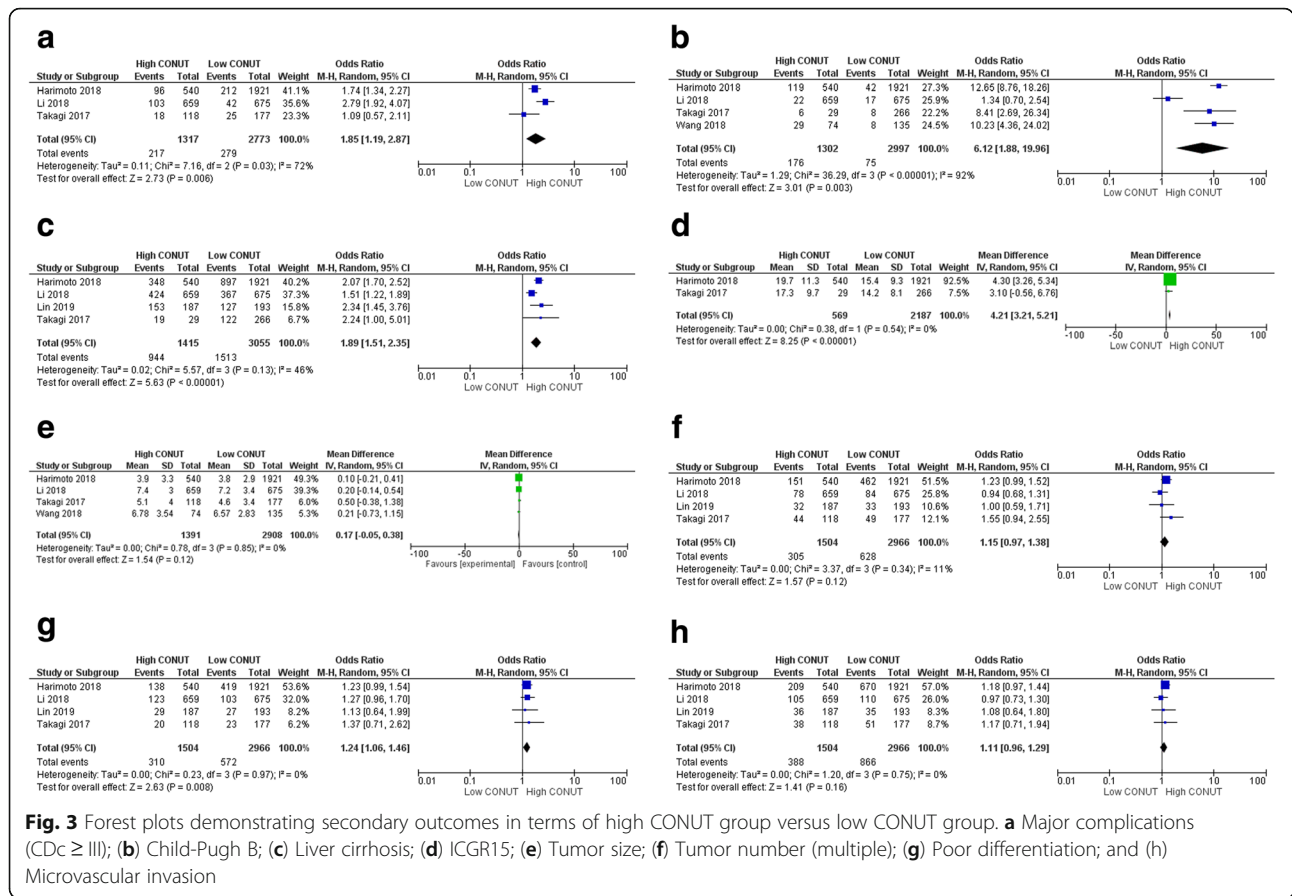 a
High CONUT Low CONUT Odds Ratio Odds Ratio
Study or Subgroup Events Total Events Total Weight M-H, Random, 95% CI M-H, Random, 95% CI
Harimoto 2018 96 540 212 1921 41.1% 1.74 [1.34, 2.27]
Li 2018 103 659 42 675 35.6% 2.79 [1.92, 4.07]
Takagi 2017 18 118 25 177 23.3% 1.09 [0.57, 2.11]
Total (95% CI) 1317 2773 100.0% 1.85 [1.19, 2.87]
Total events 217 279
Heterogeneity: Tau² = 0.11; Chi² = 7.16, df = 2 (P = 0.03); I² = 72%
Test for overall effect: Z = 2.73 (P = 0.006)
0.01 0.1 1 10 100
Low CONUT High CONUT
b
High CONUT Low CONUT Odds Ratio Odds Ratio
Study or Subgroup Events Total Events Total Weight M-H, Random, 95% CI M-H, Random, 95% CI
Harimoto 2018 119 540 42 1921 27.3% 12.65 [8.76, 18.26]
Li 2018 22 659 17 675 25.9% 1.34 [0.70, 2.54]
Takagi 2017 6 29 8 266 22.2% 8.41 [2.69, 26.34]
Wang 2018 29 74 8 135 24.5% 10.23 [4.36, 24.02]
Total (95% CI) 1302 2997 100.0% 6.12 [1.88, 19.96]
Total events 176 75
Heterogeneity: Tau² = 1.29; Chi² = 36.29, df = 3 (P < 0.00001); I² = 92%
Test for overall effect: Z = 3.01 (P = 0.003)
0.01 0.1 1 10 100
Low CONUT High CONUT
c
High CONUT Low CONUT Odds Ratio Odds Ratio
Study or Subgroup Events Total Events Total Weight M-H, Random, 95% CI M-H, Random, 95% CI
Harimoto 2018 348 540 897 1921 40.2% 2.07 [1.70, 2.52]
Li 2018 424 659 367 675 37.3% 1.51 [1.22, 1.89]
Lin 2019 153 187 127 193 15.8% 2.34 [1.45, 3.76]
Takagi 2017 19 29 122 266 6.7% 2.24 [1.00, 5.01]
Total (95% CI) 1415 3055 100.0% 1.89 [1.51, 2.35]
Total events 944 1513
Heterogeneity: Tau² = 0.02; Chi² = 5.57, df = 3 (P = 0.13); I² = 46%
Test for overall effect: Z = 5.63 (P < 0.00001)
0.01 0.1 1 10 100
Low CONUT High CONUT
d
High CONUT Low CONUT Mean Difference Mean Difference
Study or Subgroup Mean SD Total Mean SD Total Weight IV, Random, 95% CI IV, Random, 95% CI
Harimoto 2018 19.7 11.3 540 15.4 9.3 1921 92.5% 4.30 [3.26, 5.34]
Takagi 2017 17.3 9.7 29 14.2 8.1 266 7.5% 3.10 [-0.56, 6.76]
Total (95% CI) 569 2187 100.0% 4.21 [3.21, 5.21]
Heterogeneity: Tau² = 0.00; Chi² = 0.38, df = 1 (P = 0.54); I² = 0%
Test for overall effect: Z = 8.25 (P < 0.00001)
-100 -50 0 50 100
Low CONUT High CONUT
e
High CONUT Low CONUT Mean Difference Mean Difference
Study or Subgroup Mean SD Total Mean SD Total Weight IV, Random, 95% CI IV, Random, 95% CI
Harimoto 2018 3.9 3.3 540 3.8 2.9 1921 49.3% 0.10 [-0.21, 0.41]
Li 2018 7.4 3 659 7.2 3.4 675 39.3% 0.20 [-0.14, 0.54]
Takagi 2017 5.1 4 118 4.6 3.4 177 6.0% 0.50 [-0.38, 1.38]
Wang 2018 6.78 3.54 74 6.57 2.83 135 5.3% 0.21 [-0.73, 1.15]
Total (95% CI) 1391 2908 100.0% 0.17 [-0.05, 0.38]
Heterogeneity: Tau² = 0.00; Chi² = 0.78, df = 3 (P = 0.85); I² = 0%
Test for overall effect: Z = 1.54 (P = 0.12)
-100 -50 0 50 100
Favours [experimental] Favours [control]
f
High CONUT Low CONUT Odds Ratio Odds Ratio
Study or Subgroup Events Total Events Total Weight M-H, Random, 95% CI M-H, Random, 95% CI
Harimoto 2018 151 540 462 1921 51.5% 1.23 [0.99, 1.52]
Li 2018 78 659 84 675 25.8% 0.94 [0.68, 1.31]
Lin 2019 32 187 33 193 10.6% 1.00 [0.59, 1.71]
Takagi 2017 44 118 49 177 12.1% 1.55 [0.94, 2.55]
Total (95% CI) 1504 2966 100.0% 1.15 [0.97, 1.38]
Total events 305 628
Heterogeneity: Tau² = 0.00; Chi² = 3.37, df = 3 (P = 0.34); I² = 11%
Test for overall effect: Z = 1.57 (P = 0.12)
0.01 0.1 1 10 100
Low CONUT High CONUT
g
High CONUT Low CONUT Odds Ratio Odds Ratio
Study or Subgroup Events Total Events Total Weight M-H, Random, 95% CI M-H, Random, 95% CI
Harimoto 2018 138 540 419 1921 53.6% 1.23 [0.99, 1.54]
Li 2018 123 659 103 675 32.0% 1.27 [0.96, 1.70]
Lin 2019 29 187 27 193 8.2% 1.13 [0.64, 1.99]
Takagi 2017 20 118 23 177 6.2% 1.37 [0.71, 2.62]
Total (95% CI) 1504 2966 100.0% 1.24 [1.06, 1.46]
Total events 310 572
Heterogeneity: Tau² = 0.00; Chi² = 0.23, df = 3 (P = 0.97); I² = 0%
Test for overall effect: Z = 2.63 (P = 0.008)
0.01 0.1 1 10 100
Low CONUT High CONUT
h
High CONUT Low CONUT Odds Ratio Odds Ratio
Study or Subgroup Events Total Events Total Weight M-H, Random, 95% CI M-H, Random, 95% CI
Harimoto 2018 209 540 670 1921 57.0% 1.18 [0.97, 1.44]
Li 2018 105 659 110 675 26.0% 0.97 [0.73, 1.30]
Lin 2019 36 187 35 193 8.3% 1.08 [0.64, 1.80]
Takagi 2017 38 118 51 177 8.7% 1.17 [0.71, 1.94]
Total (95% CI) 1504 2966 100.0% 1.11 [0.96, 1.29]
Total events 388 866
Heterogeneity: Tau² = 0.00; Chi² = 1.20, df = 3 (P = 0.75); I² = 0%
Test for overall effect: Z = 1.41 (P = 0.16)
0.01 0.1 1 10 100
Low CONUT High CONUT
Fig. 3 Forest plots demonstrating secondary outcomes in terms of high CONUT group versus low CONUT group. a Major complications
(CDc ≥ III); (b) Child-Pugh B; (c) Liver cirrhosis; (d) ICGR15; (e) Tumor size; (f) Tumor number (multiple); (g) Poor differentiation; and (h)
Microvascular invasion